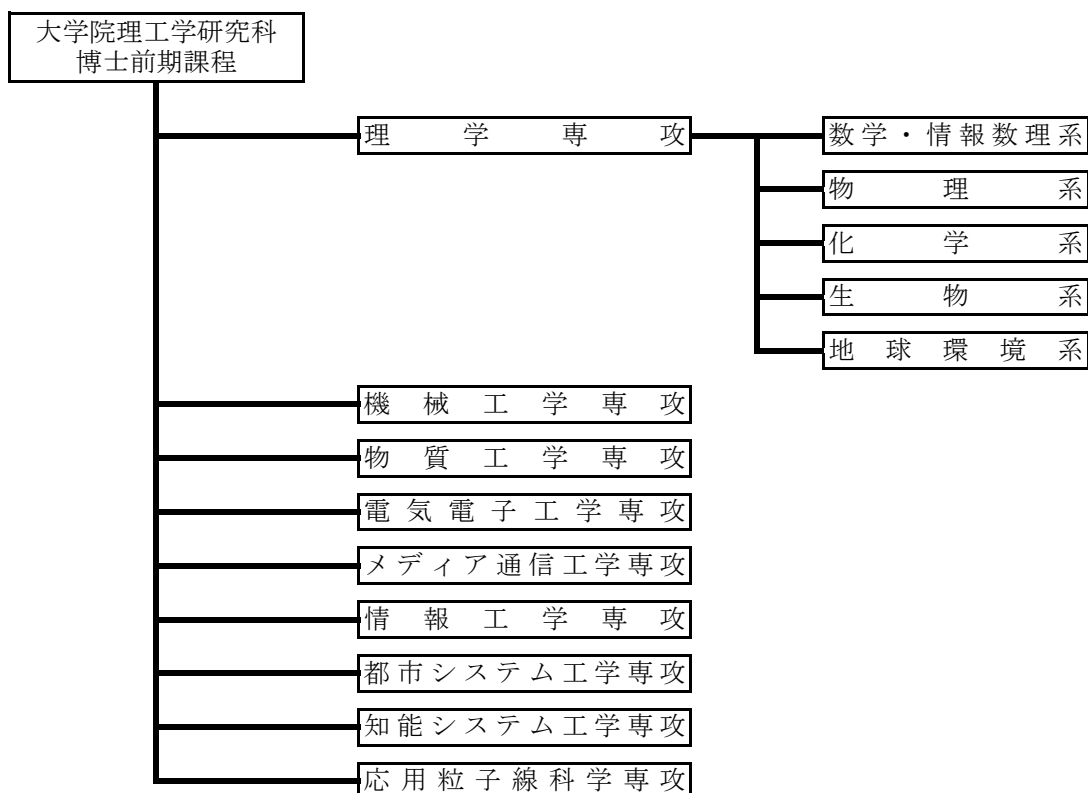 大学院理工学研究科
博士前期課程
理学専攻
数学・情報数理系
物理系
化学系
生物系
地球環境系
機械工学専攻
物質工学専攻
電気電子工学専攻
メディア通信工学専攻
情報工学専攻
都市システム工学専攻
知能システム工学専攻
応用粒子線科学専攻